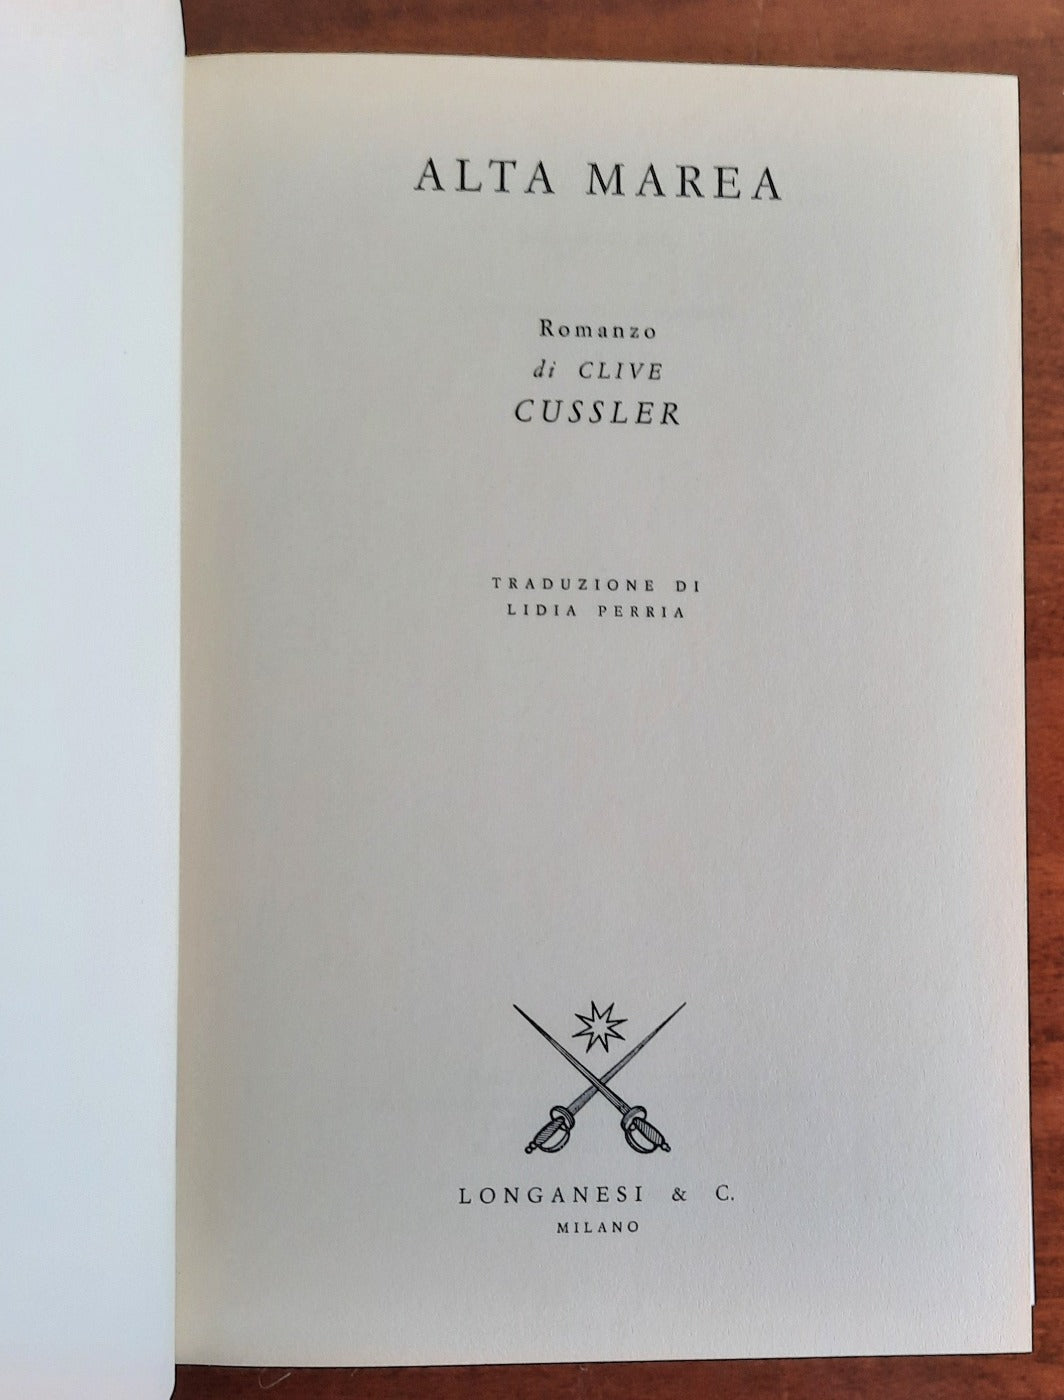 ALTA MAREA
Romanzo
di CLIVE
CUSSLER
TRADUZIONE DI
LIDIA PERRIA
LONGANESI & C.
MILANO